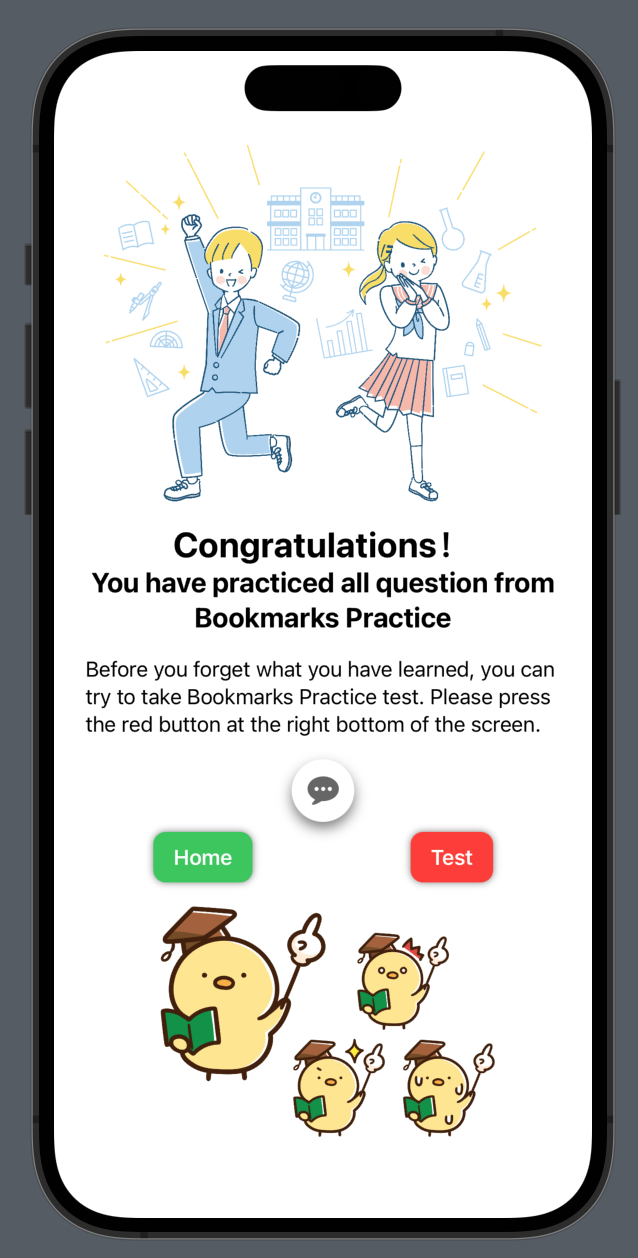 Congratulations！
You have practiced all question from
Bookmarks Practice
Before you forget what you have learned, you can
try to take Bookmarks Practice test. Please press
the red button at the right bottom of the screen.
Home
Test